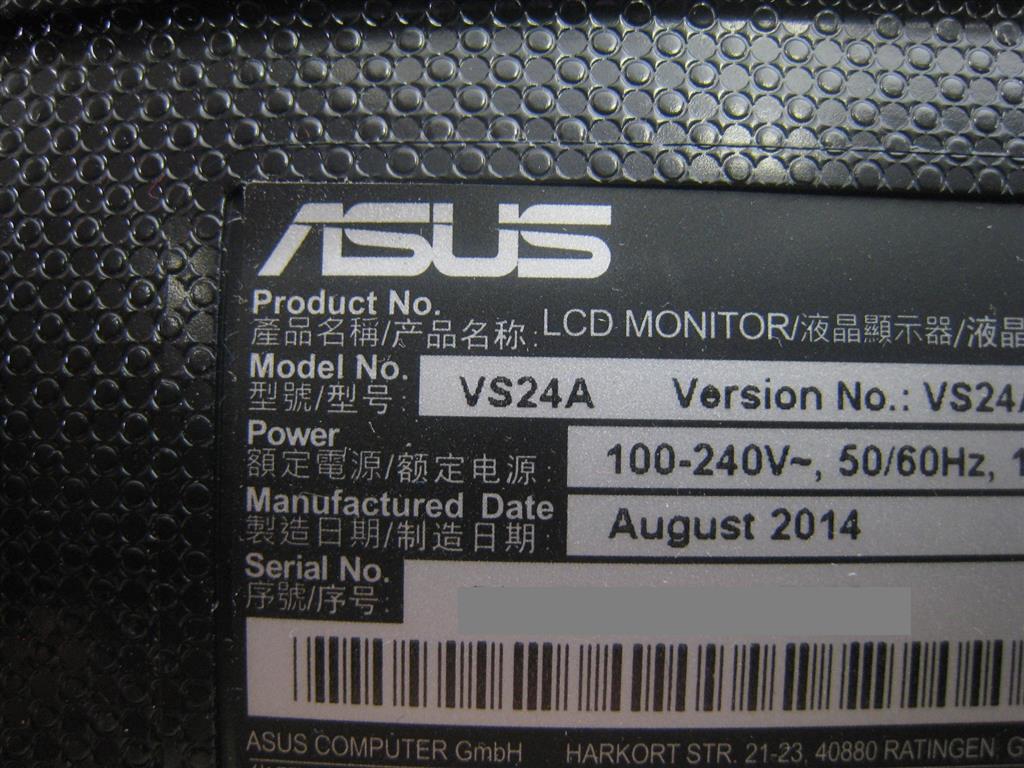 ASUS
Product No.
產品名稱/产品名称: LCD MONITOR/液晶顯示器/液晶
Model No.
型號/型号: VS24A Version No.: VS24
Power
額定電源/额定电源: 100-240V~, 50/60Hz, 1
Manufactured Date
製造日期/制造日期: August 2014
Serial No.
序號/序号:
ASUS COMPUTER GmbH HARKORT STR. 21-23, 40880 RATINGEN, G